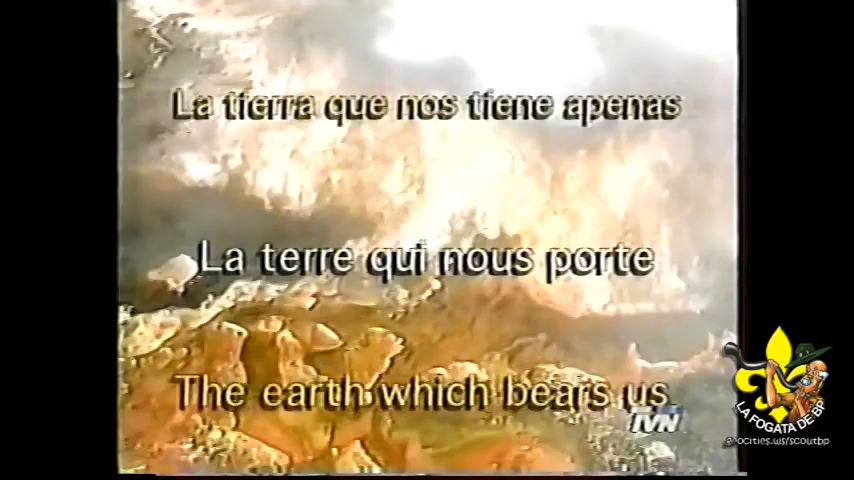 La tierra que nos tiene apenas
La terre qui nous porte
The earth which bears us
TVN
LA FOGATA DE BP
geocities.ws/scoutbp